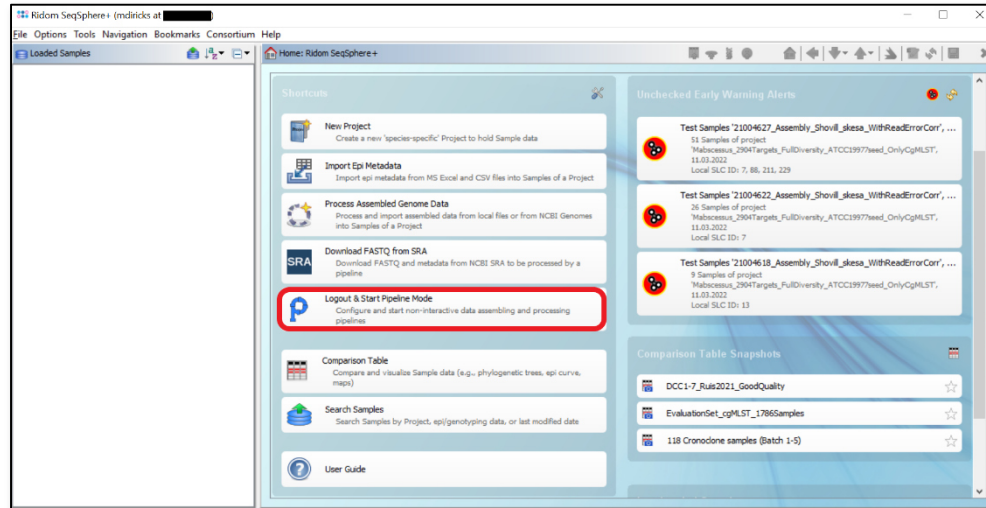 Ridom SeqSphere+ (mdiricks at
File Options Tools Navigation Bookmarks Consortium Help
Loaded Samples
Home: Ridom SeqSphere+
Shortcuts
New Project
Create a new 'species-specific' Project to hold Sample data
Import Epi Metadata
Import epi metadata from MS Excel and CSV files into Samples of a Project
Process Assembled Genome Data
Process and import assembled data from local files or from NCBI Genomes
into Samples of a Project
SRA
Download FASTQ from SRA
Download FASTQ and metadata from NCBI SRA to be processed by a
pipeline
Logout & Start Pipeline Mode
Configure and start non-interactive data assembling and processing
pipelines
Comparison Table
Compare and visualize Sample data (e.g., phylogenetic trees, epi curve,
maps)
Search Samples
Search Samples by Project, epi/genotyping data, or last modified date
User Guide
Unchecked Early Warning Alerts
Test Samples '21004627_Assembly_Shovill_skesa_WithReadErrorCorr', ...
51 Samples of project
'Mabscessus_2904Targets_FullDiversity_ATCC19977seed_OnlyCgMLST',
11.03.2022
Local SLC IDs: 7, 88, 211, 229
Test Samples '21004622_Assembly_Shovill_skesa_WithReadErrorCorr', ...
26 Samples of project
'Mabscessus_2904Targets_FullDiversity_ATCC19977seed_OnlyCgMLST',
11.03.2022
Local SLC IDs: 7
Test Samples '21004618_Assembly_Shovill_skesa_WithReadErrorCorr', ...
9 Samples of project
'Mabscessus_2904Targets_FullDiversity_ATCC19977seed_OnlyCgMLST',
11.03.2022
Local SLC IDs: 13
Comparison Table Snapshots
DCC1-7_Ruis2021_GoodQuality
EvaluationSet_cgMLST_1786Samples
118 Cronoclone samples (Batch 1-5)